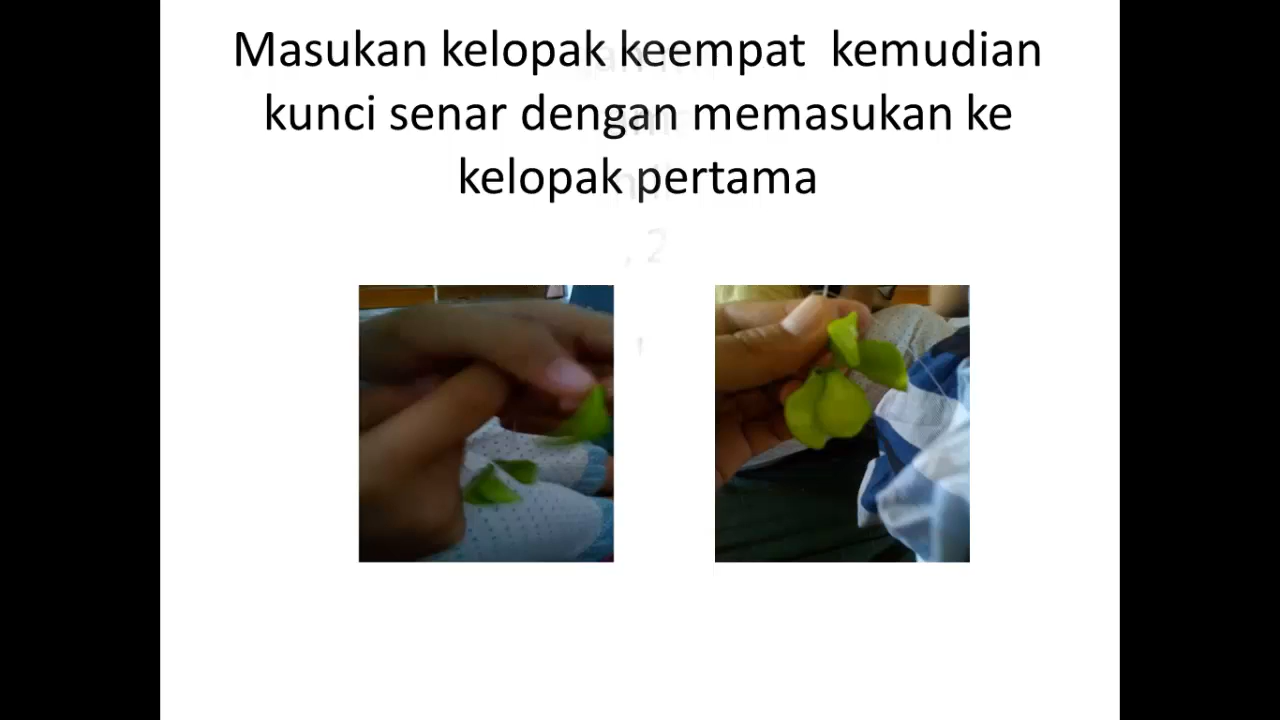 Masukan kelopak keempat kemudian
kunci senar dengan memasukan ke
kelopak pertama